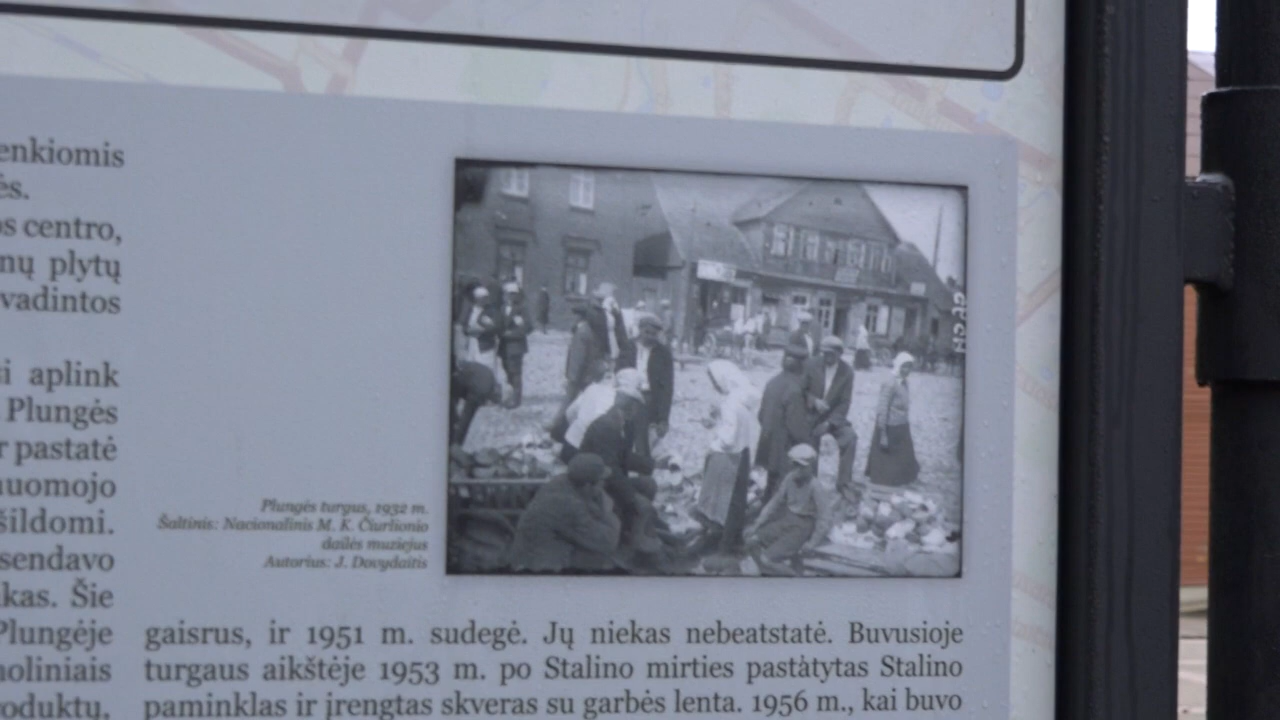 enkiomis
ės.
os centro,
nų plytų
vadintos
i aplink
Plungės
r pastatė
nuomojo
šildomi.
sendavo
kas. Šie
Plungėje
noliniais
roduktų,
Plungės turgus, 1932 m.
Šaltinis: Nacionalinis M. K. Čiurlionio
dailės muziejus
Autorius: J. Dovydaitis
gaisrus, ir 1951 m. sudegė. Jų niekas nebeatstatė. Buvusioje
turgaus aikštėje 1953 m. po Stalino mirties pastatytas Stalino
paminklas ir įrengtas skveras su garbės lenta. 1956 m., kai buvo